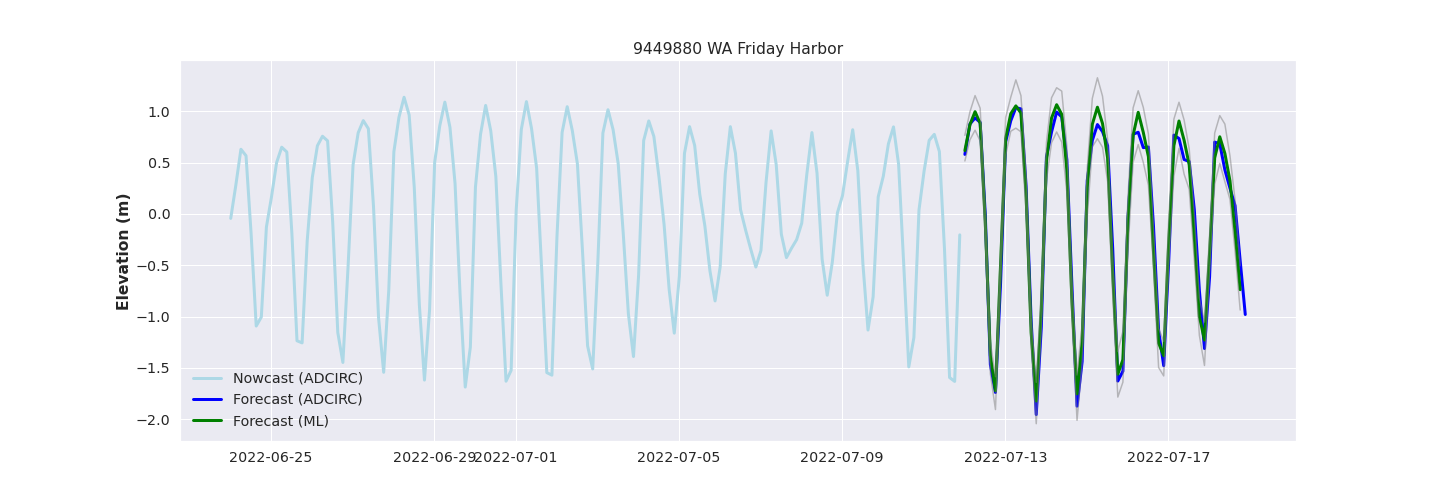 9449880 WA Friday Harbor
Elevation (m)
1.0
0.5
0.0
−0.5
−1.0
−1.5
−2.0
Nowcast (ADCIRC)
Forecast (ADCIRC)
Forecast (ML)
2022-06-25 2022-06-29 2022-07-01 2022-07-05 2022-07-09 2022-07-13 2022-07-17